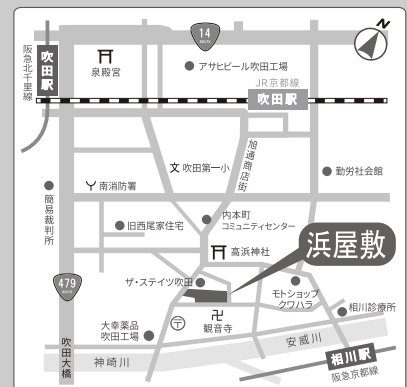 N
14
ROUTE
阪急北千里線
吹田駅
泉殿宮
アサヒビール吹田工場
JR京都線
吹田駅
旭通商店街
吹田第一小
勤労社会館
南消防署
簡易裁判所
旧西尾家住宅
内本町
コミュニティセンター
高浜神社
浜屋敷
479
ROUTE
ザ・ステイツ吹田
モトショップ
クワハラ
観音寺
相川診療所
大幸薬品
吹田工場
吹田大橋
神崎川
安威川
相川駅
阪急京都線